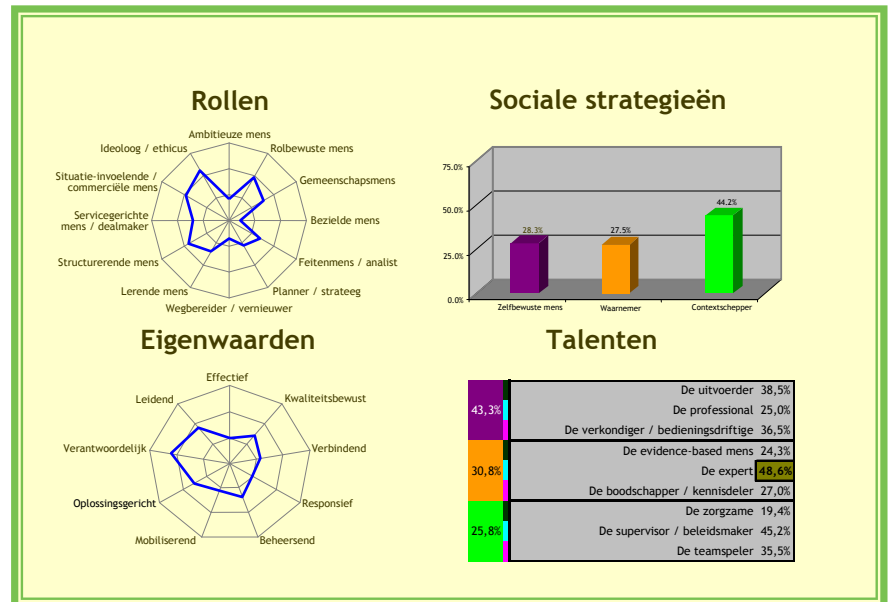 Rollen
Ambitieuze mens
Rolbewuste mens
Gemeenschapsmens
Bezielde mens
Feitenmens / analist
Planner / strateeg
Wegbereider / vernieuwer
Lerende mens
Structurerende mens
Servicegerichte
mens / dealmaker
Situatie-invoelende /
commerciële mens
Ideoloog / ethicus
Sociale strategieën
75.0%
50.0%
25.0%
0.0%
28.3%
27.5%
44.2%
Zelfbewuste mens
Waarnemer
Contextschepper
Eigenwaarden
Effectief
Kwaliteitsbewust
Verbindend
Responsief
Beheersend
Mobiliserend
Oplossingsgericht
Verantwoordelijk
Leidend
Talenten
43,3%
De uitvoerder 38,5%
De professional 25,0%
De verkondiger / bedieningsdriftige 36,5%
30,8%
De evidence-based mens 24,3%
De expert 48,6%
De boodschapper / kennisdeler 27,0%
25,8%
De zorgzame 19,4%
De supervisor / beleidsmaker 45,2%
De teamspeler 35,5%